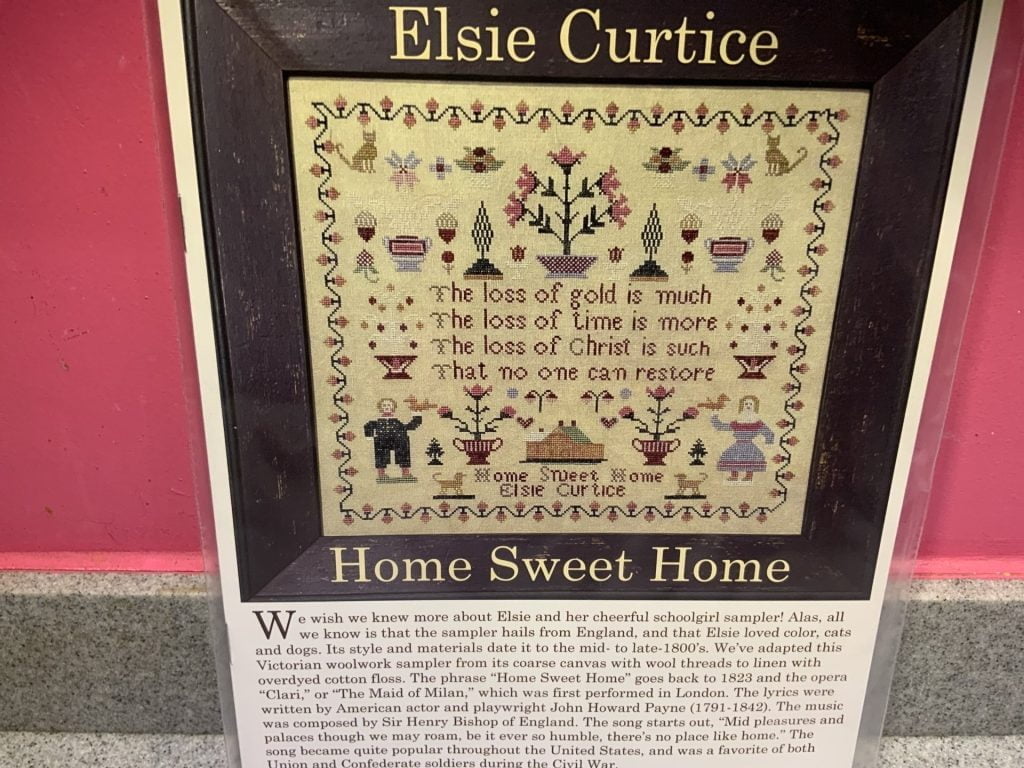 Elsie Curtice
The loss of gold is much
The loss of time is more
The loss of Christ is such
That no one can restore
Home Sweet Home
Elsie Curtice
Home Sweet Home
We wish we knew more about Elsie and her cheerful schoolgirl sampler! Alas, all
we know is that the sampler hails from England, and that Elsie loved color, cats
and dogs. Its style and materials date it to the mid- to late-1800's. We've adapted this
Victorian woolwork sampler from its coarse canvas with wool threads to linen with
overdyed cotton floss. The phrase "Home Sweet Home" goes back to 1823 and the opera
"Clari," or "The Maid of Milan," which was first performed in London. The lyrics were
written by American actor and playwright John Howard Payne (1791-1842). The music
was composed by Sir Henry Bishop of England. The song starts out, "Mid pleasures and
palaces though we may roam, be it ever so humble, there's no place like home." The
song became quite popular throughout the United States, and was a favorite of both
Union and Confederate soldiers during the Civil War.